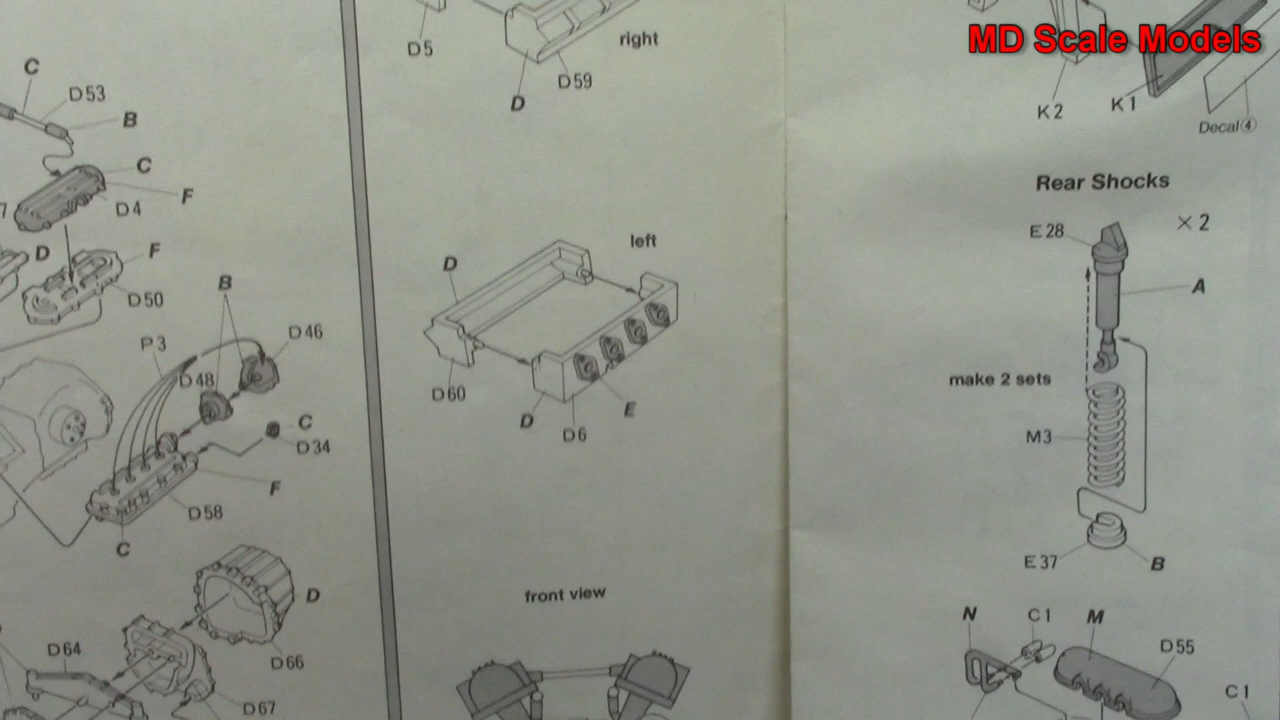 MD Scale Models
C
D53
B
C
F
D4
7
D
F
D50
B
D46
P3
D48
C
D34
F
D58
C
D
D66
D64
D67
D5
right
D59
D
left
D
D60
D
D6
E
front view
K2
K1
Decal④
Rear Shocks
×2
E28
A
make 2 sets
M3
E37
B
N
C1
M
D55
C1